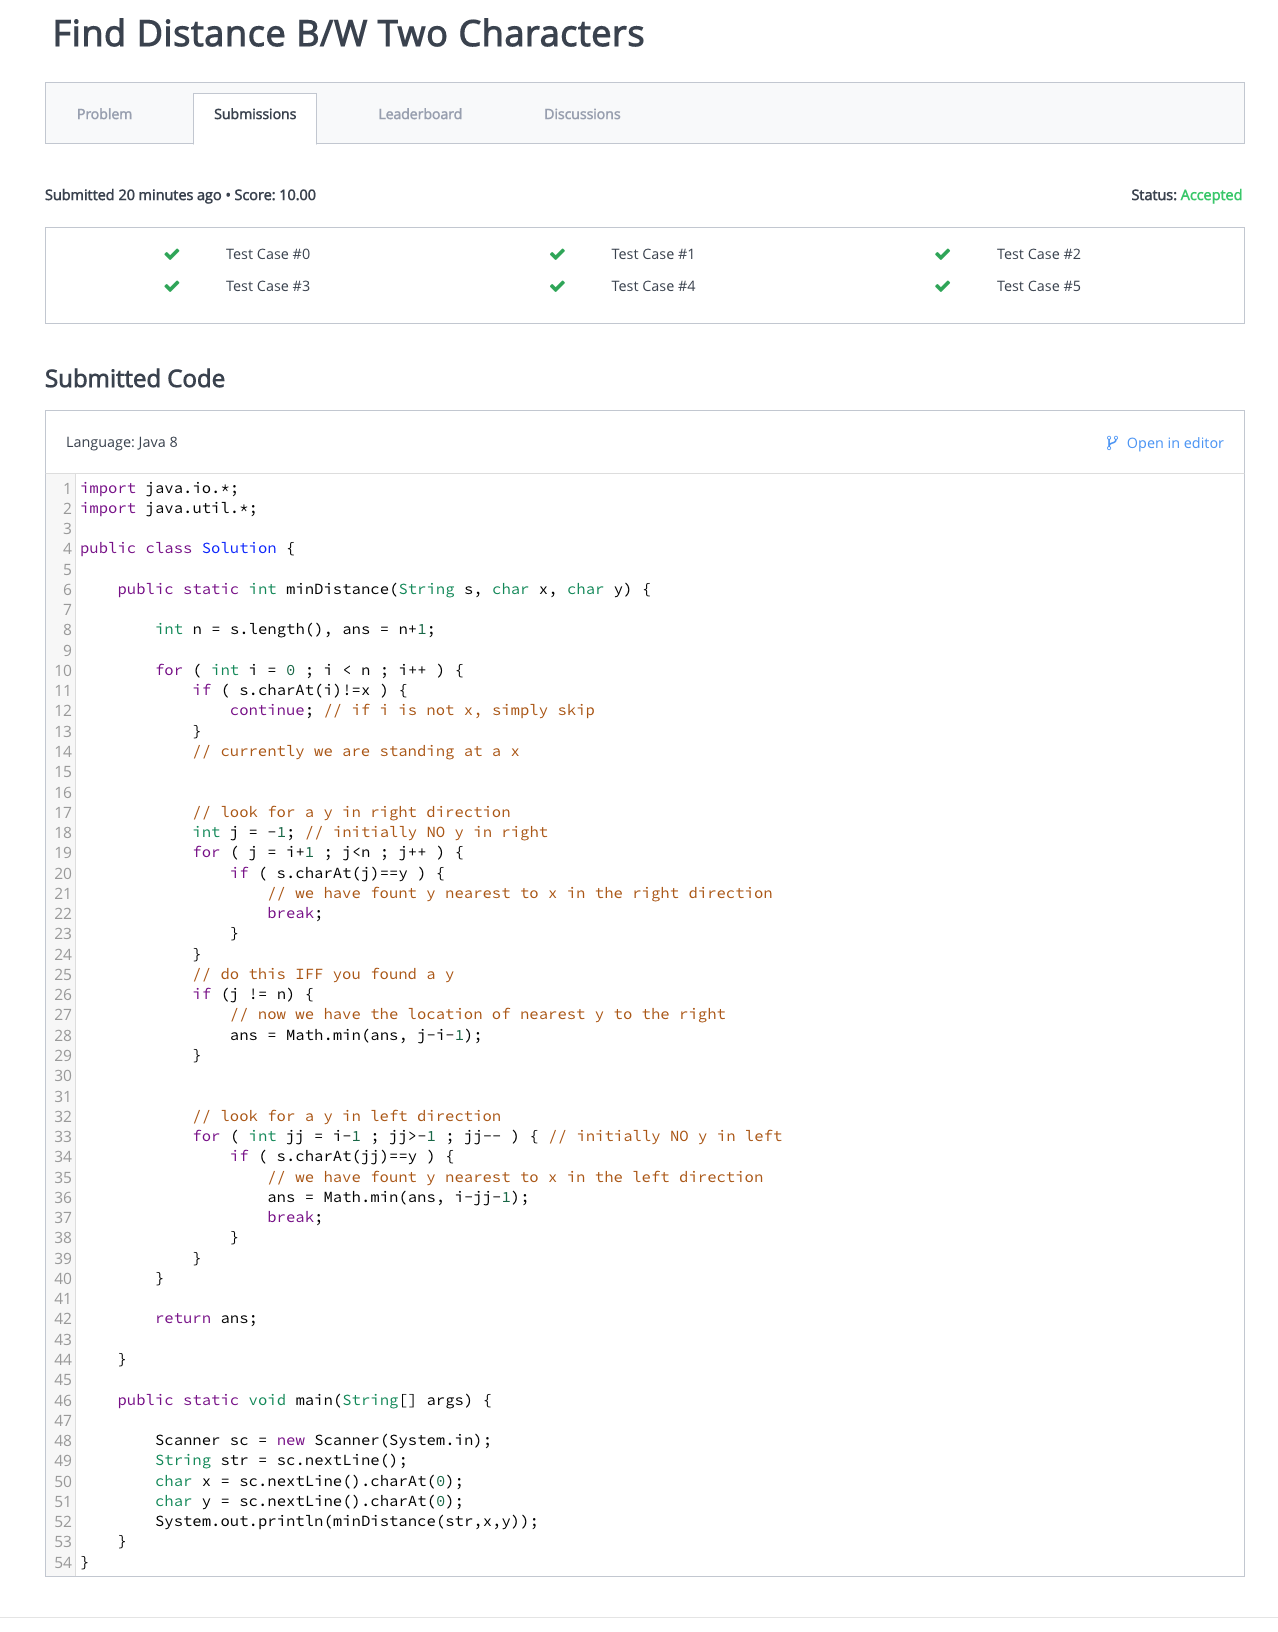 Find Distance B/W Two Characters
Problem Submissions Leaderboard Discussions
Submitted 20 minutes ago • Score: 10.00 Status: Accepted
Test Case #0 Test Case #1 Test Case #2
Test Case #3 Test Case #4 Test Case #5
Submitted Code
Language: Java 8 Open in editor
1 import java.io.*;
2 import java.util.*;
3
4 public class Solution {
5
6     public static int minDistance(String s, char x, char y) {
7
8         int n = s.length(), ans = n+1;
9
10         for ( int i = 0 ; i < n ; i++ ) {
11             if ( s.charAt(i)!=x ) {
12                 continue; // if i is not x, simply skip
13             }
14             // currently we are standing at a x
15
16
17             // look for a y in right direction
18             int j = -1; // initially NO y in right
19             for ( j = i+1 ; j<n ; j++ ) {
20                 if ( s.charAt(j)==y ) {
21                     // we have fount y nearest to x in the right direction
22                     break;
23                 }
24             }
25             // do this IFF you found a y
26             if (j != n) {
27                 // now we have the location of nearest y to the right
28                 ans = Math.min(ans, j-i-1);
29             }
30
31
32             // look for a y in left direction
33             for ( int jj = i-1 ; jj>-1 ; jj-- ) { // initially NO y in left
34                 if ( s.charAt(jj)==y ) {
35                     // we have fount y nearest to x in the left direction
36                     ans = Math.min(ans, i-jj-1);
37                     break;
38                 }
39             }
40         }
41
42         return ans;
43
44     }
45
46     public static void main(String[] args) {
47
48         Scanner sc = new Scanner(System.in);
49         String str = sc.nextLine();
50         char x = sc.nextLine().charAt(0);
51         char y = sc.nextLine().charAt(0);
52         System.out.println(minDistance(str,x,y));
53     }
54 }